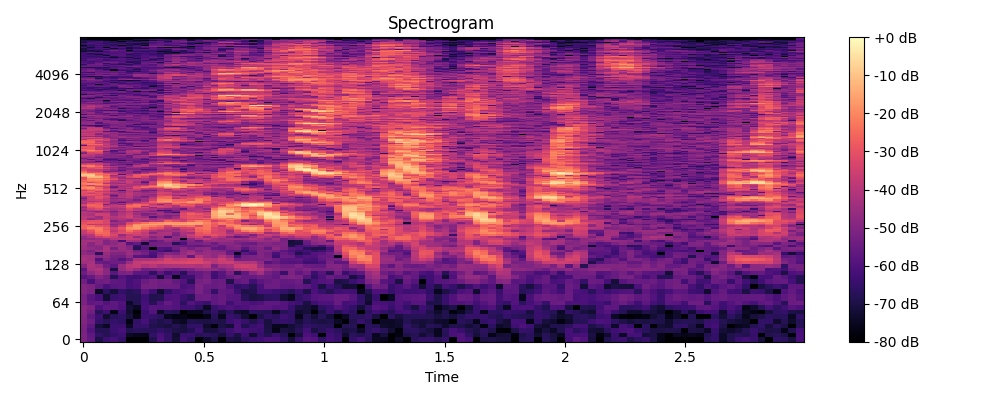 Spectrogram
Hz
4096
2048
1024
512
256
128
64
0
0
0.5
1
1.5
2
2.5
Time
+0 dB
-10 dB
-20 dB
-30 dB
-40 dB
-50 dB
-60 dB
-70 dB
-80 dB